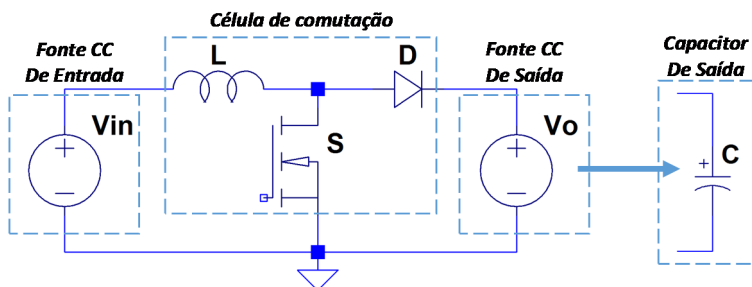 Célula de comutação
Fonte CC
De Entrada
L
D
Fonte CC
De Saída
Capacitor
De Saída
Vin
S
Vo
C